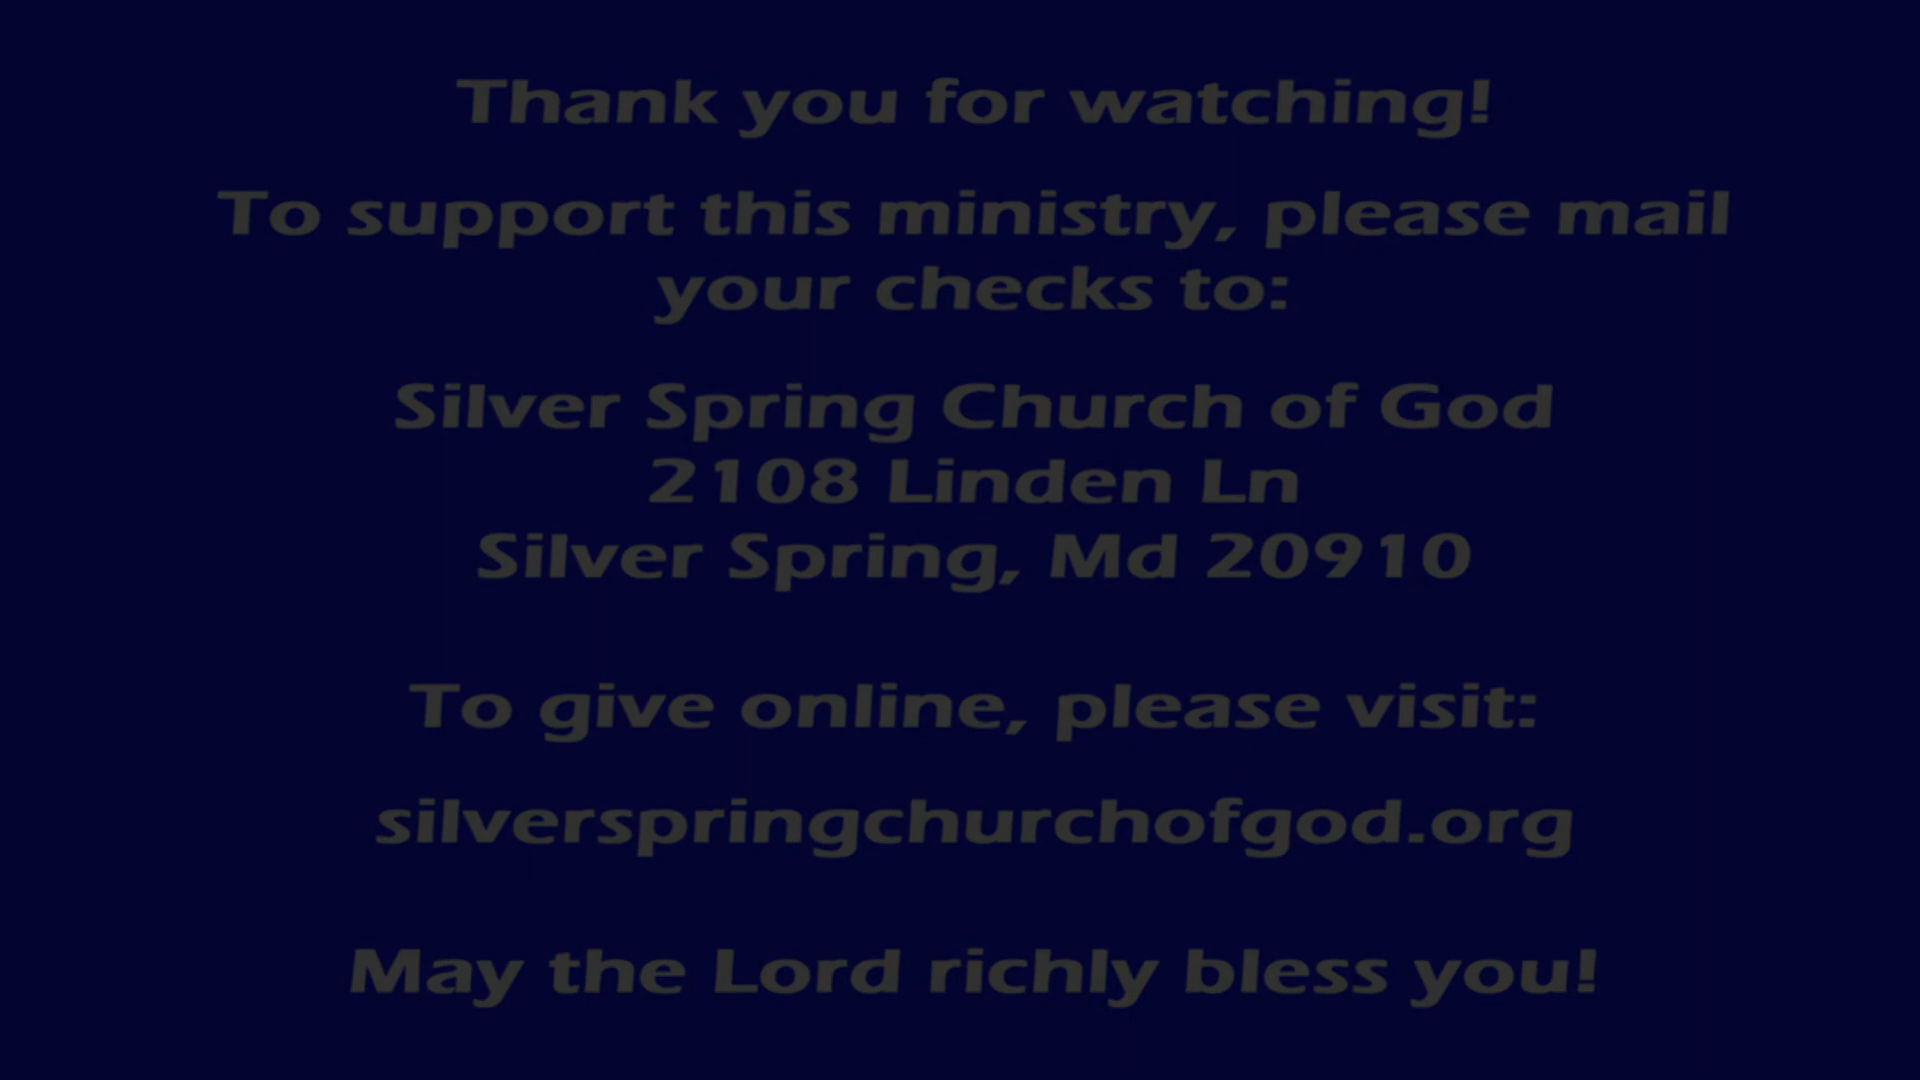 Thank you for watching!
To support this ministry, please mail
your checks to:
Silver Spring Church of God
2108 Linden Ln
Silver Spring, Md 20910
To give online, please visit:
silverspringchurchofgod.org
May the Lord richly bless you!